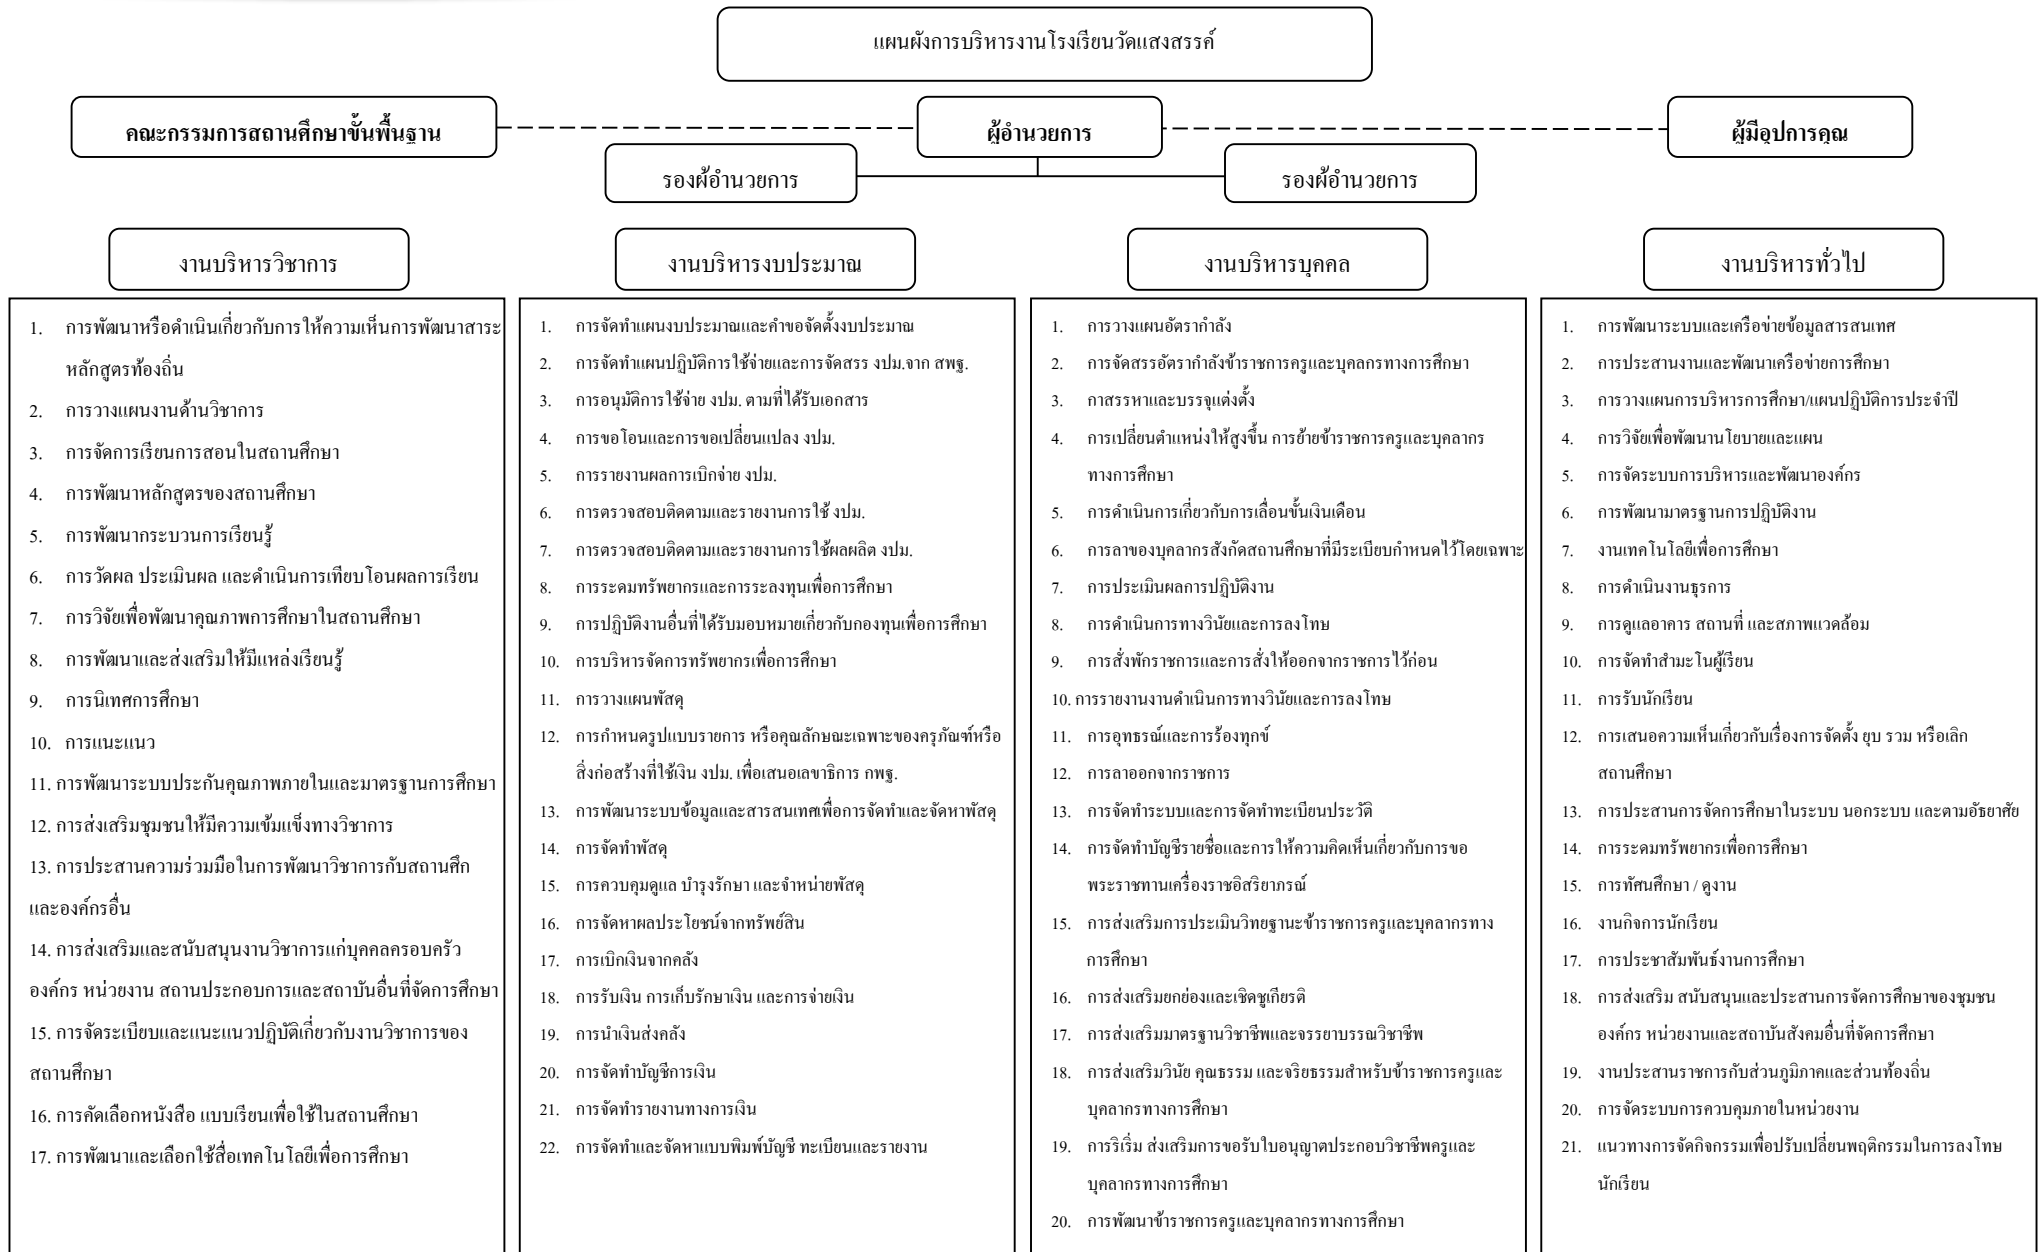 แผนผังการบริหารงานโรงเรียนวัดแสงสรรค์
คณะกรรมการสถานศึกษาขั้นพื้นฐาน
ผู้อำนวยการ
ผู้มีอุปการคุณ
รองผู้อำนวยการ
รองผู้อำนวยการ
งานบริหารวิชาการ
1. การพัฒนาหรือดำเนินเกี่ยวกับการให้ความเห็นการพัฒนาสาระ
หลักสูตรท้องถิ่น
2. การวางแผนงานด้านวิชาการ
3. การจัดการเรียนการสอนในสถานศึกษา
4. การพัฒนาหลักสูตรของสถานศึกษา
5. การพัฒนากระบวนการเรียนรู้
6. การวัดผล ประเมินผล และดำเนินการเทียบโอนผลการเรียน
7. การวิจัยเพื่อพัฒนาคุณภาพการศึกษาในสถานศึกษา
8. การพัฒนาและส่งเสริมให้มีแหล่งเรียนรู้
9. การนิเทศการศึกษา
10. การแนะแนว
11. การพัฒนาระบบประกันคุณภาพภายในและมาตรฐานการศึกษา
12. การส่งเสริมชุมชนให้มีความเข้มแข็งทางวิชาการ
13. การประสานความร่วมมือในการพัฒนาวิชาการกับสถานศึก
และองค์กรอื่น
14. การส่งเสริมและสนับสนุนงานวิชาการแก่บุคคลครอบครัว
องค์กร หน่วยงาน สถานประกอบการและสถาบันอื่นที่จัดการศึกษา
15. การจัดระเบียบและแนะแนวปฏิบัติเกี่ยวกับงานวิชาการของ
สถานศึกษา
16. การคัดเลือกหนังสือ แบบเรียนเพื่อใช้ในสถานศึกษา
17. การพัฒนาและเลือกใช้สื่อเทคโนโลยีเพื่อการศึกษา
งานบริหารงบประมาณ
1. การจัดทำแผนงบประมาณและคำขอจัดตั้งงบประมาณ
2. การจัดทำแผนปฏิบัติการใช้จ่ายและการจัดสรร งปม.จาก สพฐ.
3. การอนุมัติการใช้จ่าย งปม. ตามที่ได้รับเอกสาร
4. การขอโอนและการขอเปลี่ยนแปลง งปม.
5. การรายงานผลการเบิกจ่าย งปม.
6. การตรวจสอบติดตามและรายงานการใช้ งปม.
7. การตรวจสอบติดตามและรายงานการใช้ผลผลิต งปม.
8. การระดมทรัพยากรและการระลงทุนเพื่อการศึกษา
9. การปฏิบัติงานอื่นที่ได้รับมอบหมายเกี่ยวกับกองทุนเพื่อการศึกษา
10. การบริหารจัดการทรัพยากรเพื่อการศึกษา
11. การวางแผนพัสดุ
12. การกำหนดรูปแบบรายการ หรือคุณลักษณะเฉพาะของครุภัณฑ์หรือ
สิ่งก่อสร้างที่ใช้เงิน งปม. เพื่อเสนอเลขาธิการ กพฐ.
13. การพัฒนาระบบข้อมูลและสารสนเทศเพื่อการจัดทำและจัดหาพัสดุ
14. การจัดทำพัสดุ
15. การควบคุมดูแล บำรุงรักษา และจำหน่ายพัสดุ
16. การจัดหาผลประโยชน์จากทรัพย์สิน
17. การเบิกเงินจากคลัง
18. การรับเงิน การเก็บรักษาเงิน และการจ่ายเงิน
19. การนำเงินส่งคลัง
20. การจัดทำบัญชีการเงิน
21. การจัดทำรายงานทางการเงิน
22. การจัดทำและจัดหาแบบพิมพ์บัญชี ทะเบียนและรายงาน
งานบริหารบุคคล
1. การวางแผนอัตรากำลัง
2. การจัดสรรอัตรากำลังข้าราชการครูและบุคลกรทางการศึกษา
3. กาสรรหาและบรรจุแต่งตั้ง
4. การเปลี่ยนตำแหน่งให้สูงขึ้น การย้ายข้าราชการครูและบุคลากร
ทางการศึกษา
5. การดำเนินการเกี่ยวกับการเลื่อนขั้นเงินเดือน
6. การลาของบุคลากรสังกัดสถานศึกษาที่มีระเบียบกำหนดไว้โดยเฉพาะ
7. การประเมินผลการปฏิบัติงาน
8. การดำเนินการทางวินัยและการลงโทษ
9. การสั่งพักราชการและการสั่งให้ออกจากราชการไว้ก่อน
10. การรายงานงานดำเนินการทางวินัยและการลงโทษ
11. การอุทธรณ์และการร้องทุกข์
12. การลาออกจากราชการ
13. การจัดทำระบบและการจัดทำทะเบียนประวัติ
14. การจัดทำบัญชีรายชื่อและการให้ความคิดเห็นเกี่ยวกับการขอ
พระราชทานเครื่องราชอิสริยาภรณ์
15. การส่งเสริมการประเมินวิทยฐานะข้าราชการครูและบุคลากรทาง
การศึกษา
16. การส่งเสริมยกย่องและเชิดชูเกียรติ
17. การส่งเสริมมาตรฐานวิชาชีพและจรรยาบรรณวิชาชีพ
18. การส่งเสริมวินัย คุณธรรม และจริยธรรมสำหรับข้าราชการครูและ
บุคลากรทางการศึกษา
19. การริเริ่ม ส่งเสริมการขอรับใบอนุญาตประกอบวิชาชีพครูและ
บุคลากรทางการศึกษา
20. การพัฒนาข้าราชการครูและบุคลากรทางการศึกษา
งานบริหารทั่วไป
1. การพัฒนาระบบและเครือข่ายข้อมูลสารสนเทศ
2. การประสานงานและพัฒนาเครือข่ายการศึกษา
3. การวางแผนการบริหารการศึกษา/แผนปฏิบัติการประจำปี
4. การวิจัยเพื่อพัฒนานโยบายและแผน
5. การจัดระบบการบริหารและพัฒนาองค์กร
6. การพัฒนามาตรฐานการปฏิบัติงาน
7. งานเทคโนโลยีเพื่อการศึกษา
8. การดำเนินงานธุรการ
9. การดูแลอาคาร สถานที่ และสภาพแวดล้อม
10. การจัดทำสำมะโนผู้เรียน
11. การรับนักเรียน
12. การเสนอความเห็นเกี่ยวกับเรื่องการจัดตั้ง ยุบ รวม หรือเลิก
สถานศึกษา
13. การประสานการจัดการศึกษาในระบบ นอกระบบ และตามอัธยาศัย
14. การระดมทรัพยากรเพื่อการศึกษา
15. การทัศนศึกษา / ดูงาน
16. งานกิจการนักเรียน
17. การประชาสัมพันธ์งานการศึกษา
18. การส่งเสริม สนับสนุนและประสานการจัดการศึกษาของชุมชน
องค์กร หน่วยงานและสถาบันสังคมอื่นที่จัดการศึกษา
19. งานประสานราชการกับส่วนภูมิภาคและส่วนท้องถิ่น
20. การจัดระบบการควบคุมภายในหน่วยงาน
21. แนวทางการจัดกิจกรรมเพื่อปรับเปลี่ยนพฤติกรรมในการลงโทษ
นักเรียน